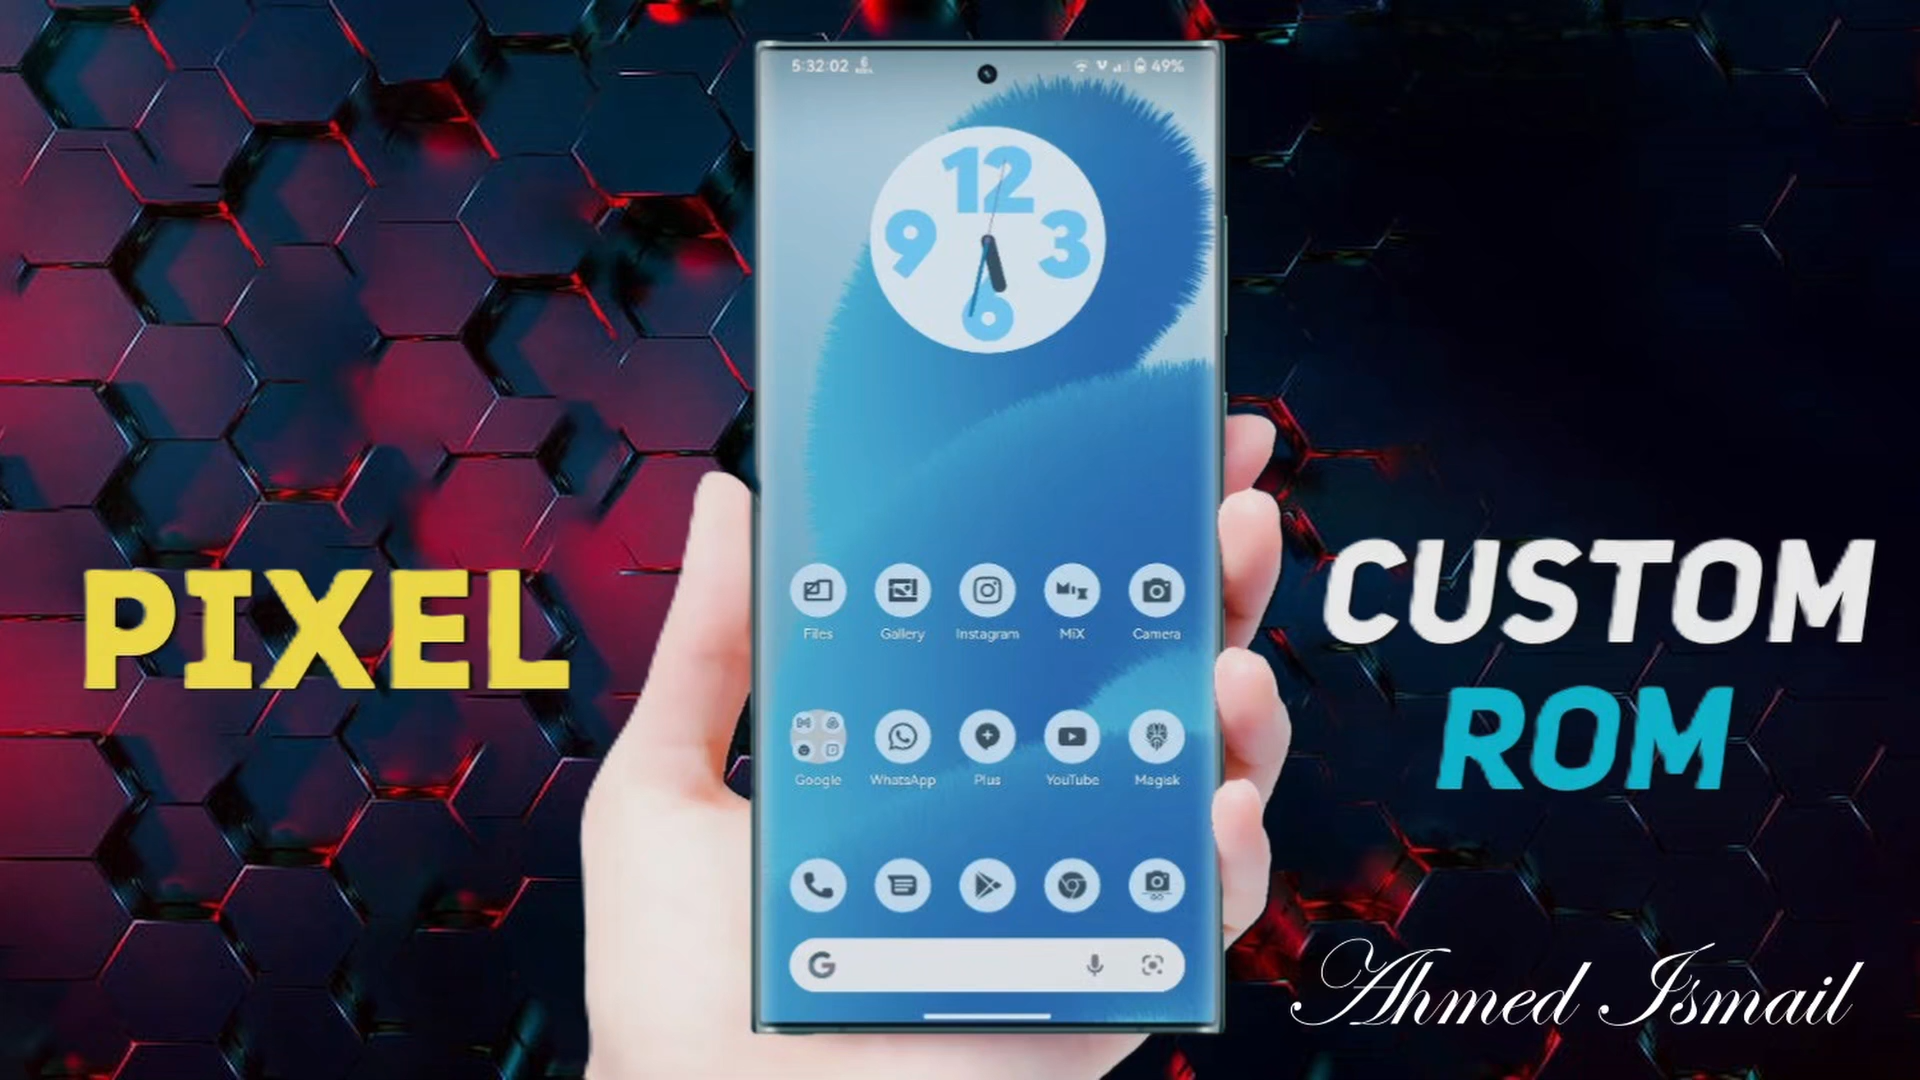 5:32:02
49%
12
9
3
6
Files
Gallery
Instagram
MiX
Camera
PIXEL
CUSTOM
ROM
Google
WhatsApp
Plus
YouTube
Magisk
G
Ahmed Ismail